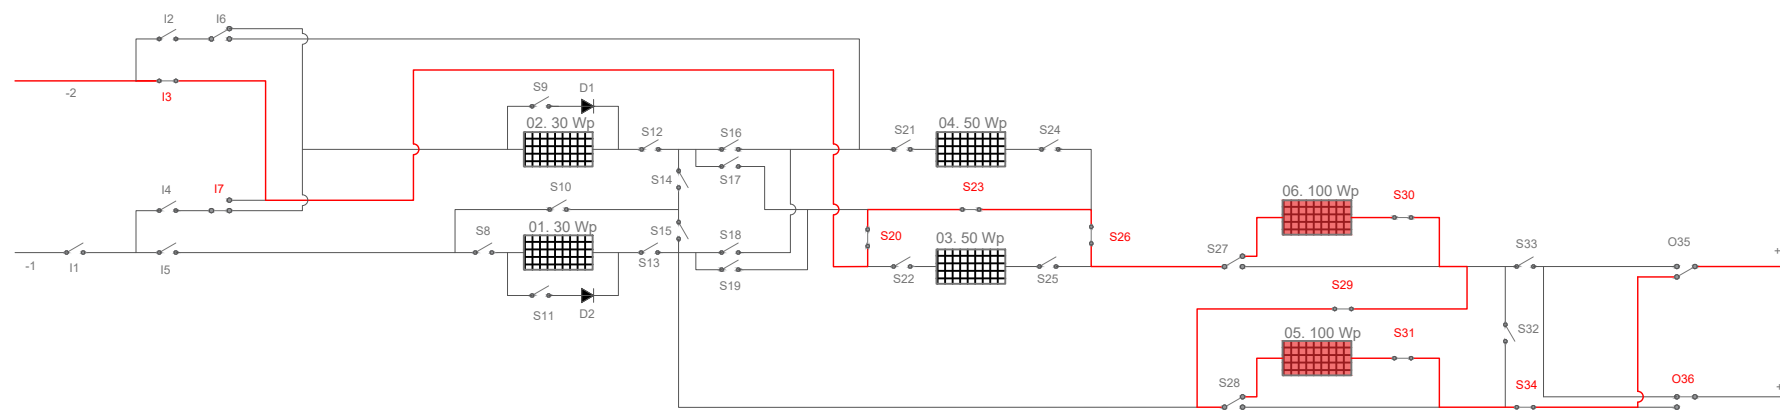 I2
I6
-2
I3
S9
D1
02. 30 Wp
S12
S16
S17
S14
S21
04. 50 Wp
S24
I4
I7
S10
S23
06. 100 Wp
S30
-1
I1
I5
S8
01. 30 Wp
S13
S15
S18
S19
S20
S22
03. 50 Wp
S25
S26
S27
S33
O35
+
S11
D2
S29
S32
05. 100 Wp
S31
S28
S34
O36
+